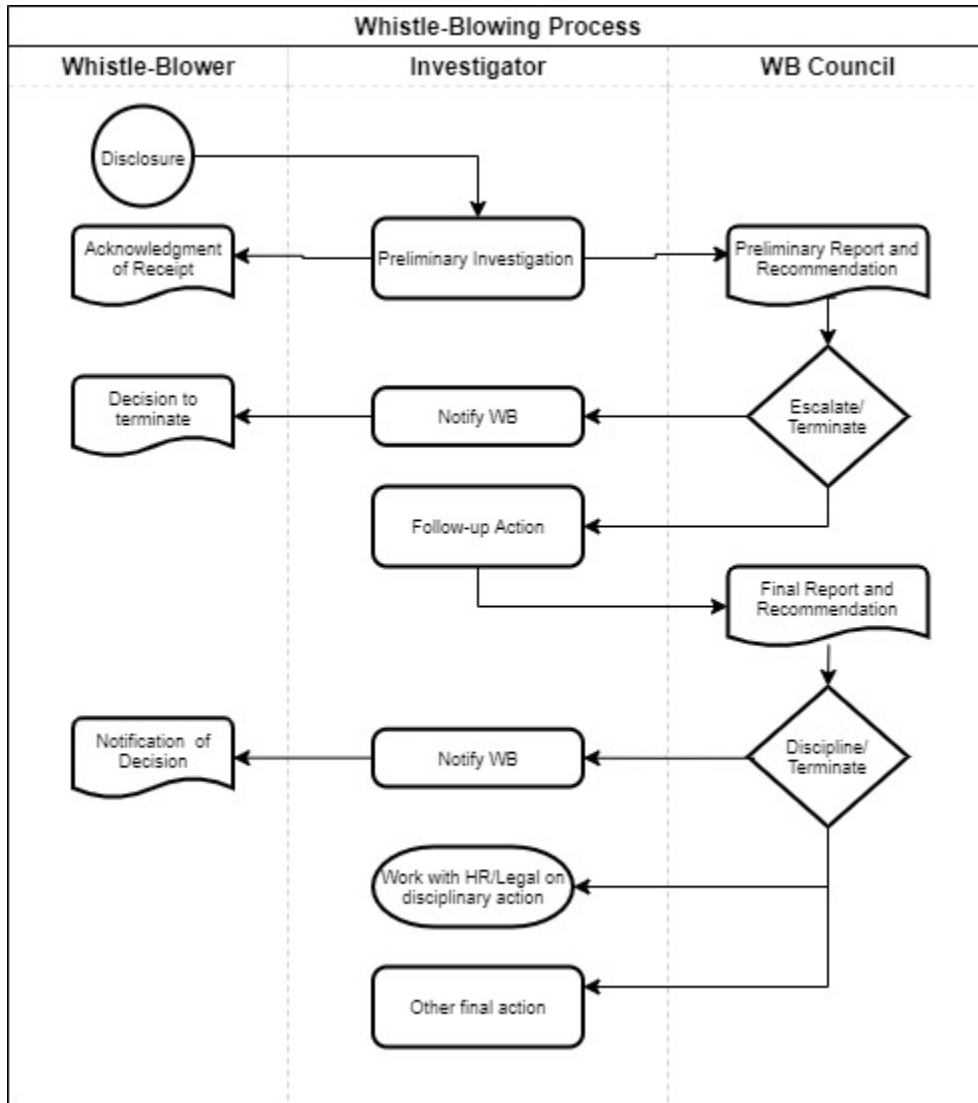 Whistle-Blowing Process
Whistle-Blower
Investigator
WB Council
Disclosure
Acknowledgment
of Receipt
Preliminary Investigation
Preliminary Report and
Recommendation
Decision to
terminate
Notify WB
Escalate/
Terminate
Follow-up Action
Final Report and
Recommendation
Notification of
Decision
Notify WB
Discipline/
Terminate
Work with HR/Legal on
disciplinary action
Other final action